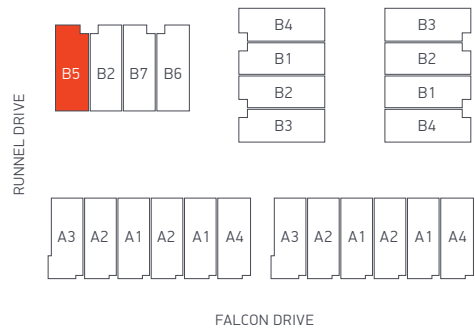 B5 B2 B7 B6
B4
B1
B2
B3
B3
B2
B1
B4
RUNNEL DRIVE
A3 A2 A1 A2 A1 A4
A3 A2 A1 A2 A1 A4
FALCON DRIVE